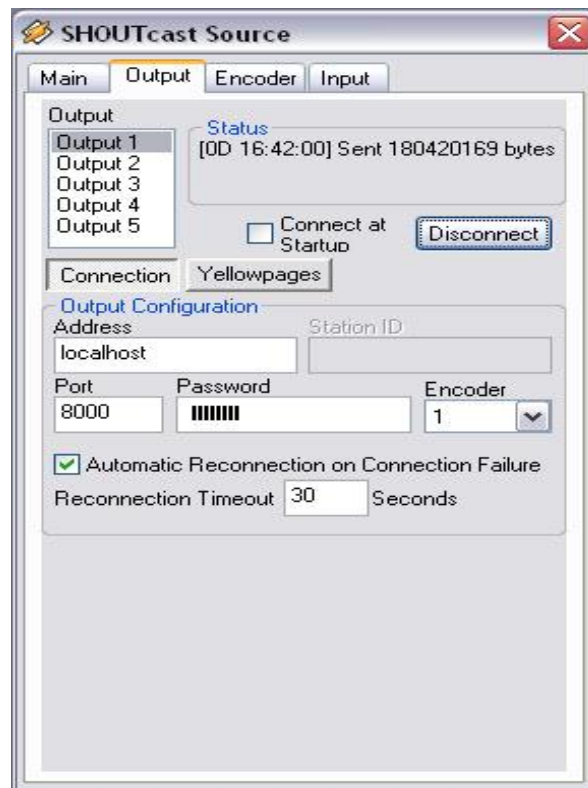 SHOUTcast Source
Main Output Encoder Input
Output
Output 1
Output 2
Output 3
Output 4
Output 5
Status
[0D 16:42:00] Sent 180420169 bytes
Connect at
Startup
Disconnect
Connection Yellowpages
Output Configuration
Address Station ID
localhost
Port Password Encoder
8000 1
Automatic Reconnection on Connection Failure
Reconnection Timeout 30 Seconds